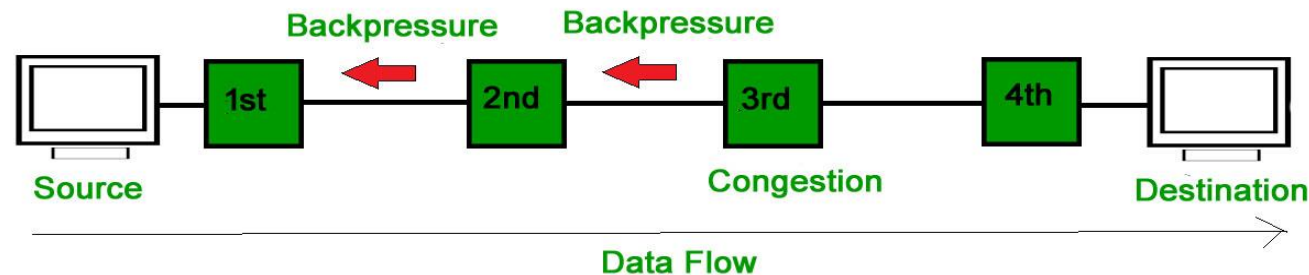 Backpressure Backpressure
1st 2nd 3rd 4th
Source Congestion Destination
Data Flow